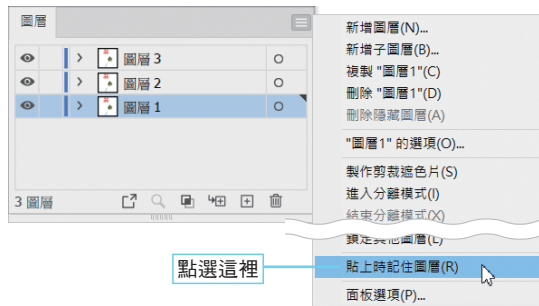 圖層
圖層 3
圖層 2
圖層 1
3 圖層
新增圖層(N)...
新增子圖層(B)...
複製 "圖層1"(C)
刪除 "圖層1"(D)
刪除隱藏圖層(A)
"圖層1" 的選項(O)...
製作剪裁遮色片(S)
進入分離模式(I)
結束分離模式(X)
鎖定其他圖層(L)
貼上時記住圖層(R)
面板選項(P)...
點選這裡